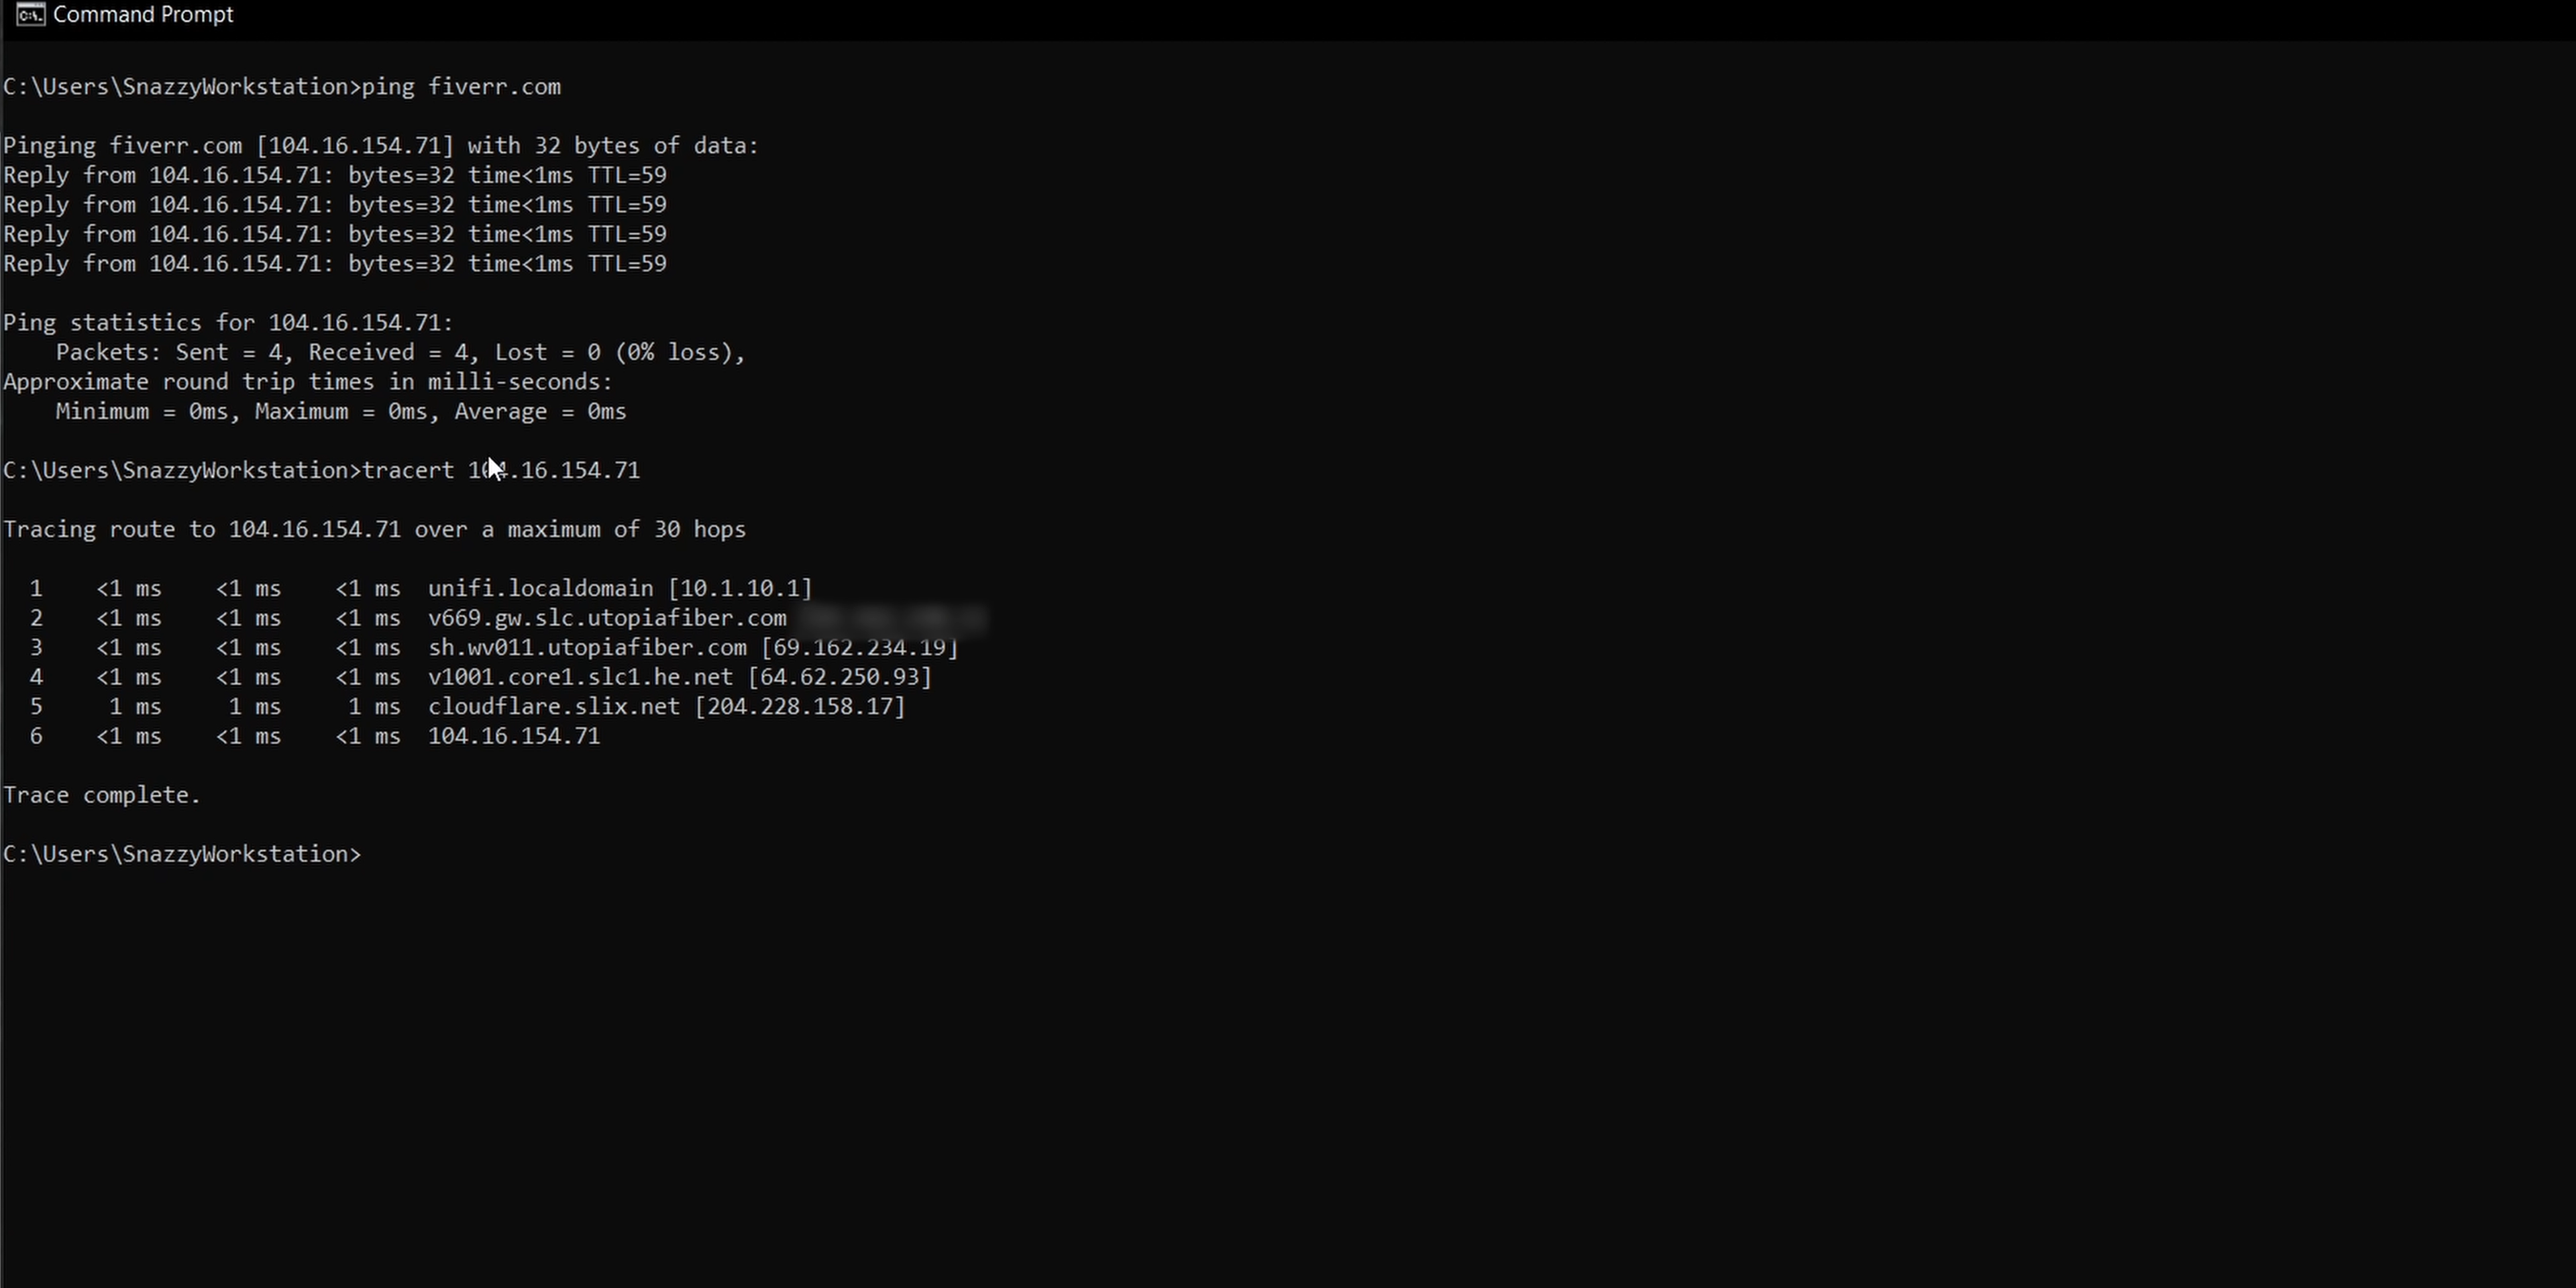 Command Prompt
C:\Users\SnazzyWorkstation>ping fiverr.com
Pinging fiverr.com [104.16.154.71] with 32 bytes of data:
Reply from 104.16.154.71: bytes=32 time<1ms TTL=59
Reply from 104.16.154.71: bytes=32 time<1ms TTL=59
Reply from 104.16.154.71: bytes=32 time<1ms TTL=59
Reply from 104.16.154.71: bytes=32 time<1ms TTL=59
Ping statistics for 104.16.154.71:
    Packets: Sent = 4, Received = 4, Lost = 0 (0% loss),
Approximate round trip times in milli-seconds:
    Minimum = 0ms, Maximum = 0ms, Average = 0ms
C:\Users\SnazzyWorkstation>tracert 104.16.154.71
Tracing route to 104.16.154.71 over a maximum of 30 hops
  1    <1 ms    <1 ms    <1 ms  unifi.localdomain [10.1.10.1]
  2    <1 ms    <1 ms    <1 ms  v669.gw.slc.utopiafiber.com
  3    <1 ms    <1 ms    <1 ms  sh.wv011.utopiafiber.com [69.162.234.19]
  4    <1 ms    <1 ms    <1 ms  v1001.core1.slc1.he.net [64.62.250.93]
  5     1 ms     1 ms     1 ms  cloudflare.slix.net [204.228.158.17]
  6    <1 ms    <1 ms    <1 ms  104.16.154.71
Trace complete.
C:\Users\SnazzyWorkstation>